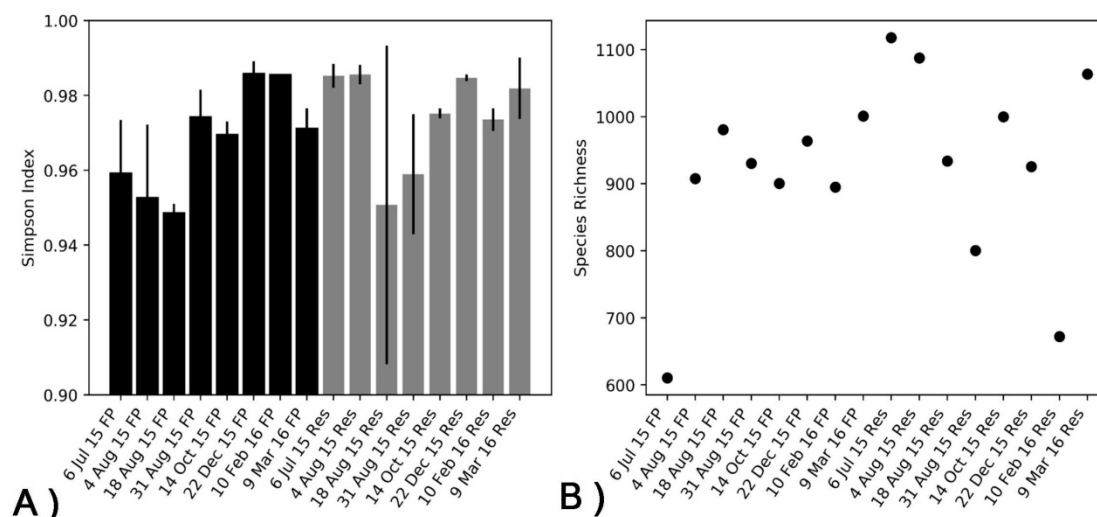 1.00
0.98
0.96
0.94
0.92
0.90
Simpson Index
6 Jul 15 FP
4 Aug 15 FP
18 Aug 15 FP
31 Aug 15 FP
14 Oct 15 FP
22 Dec 15 FP
10 Feb 16 FP
9 Mar 16 FP
6 Jul 15 Res
4 Aug 15 Res
18 Aug 15 Res
31 Aug 15 Res
14 Oct 15 Res
22 Dec 15 Res
10 Feb 16 Res
9 Mar 16 Res
A )
1100
1000
900
800
700
600
Species Richness
6 Jul 15 FP
4 Aug 15 FP
18 Aug 15 FP
31 Aug 15 FP
14 Oct 15 FP
22 Dec 15 FP
10 Feb 16 FP
9 Mar 16 FP
6 Jul 15 Res
4 Aug 15 Res
18 Aug 15 Res
31 Aug 15 Res
14 Oct 15 Res
22 Dec 15 Res
10 Feb 16 Res
9 Mar 16 Res
B )